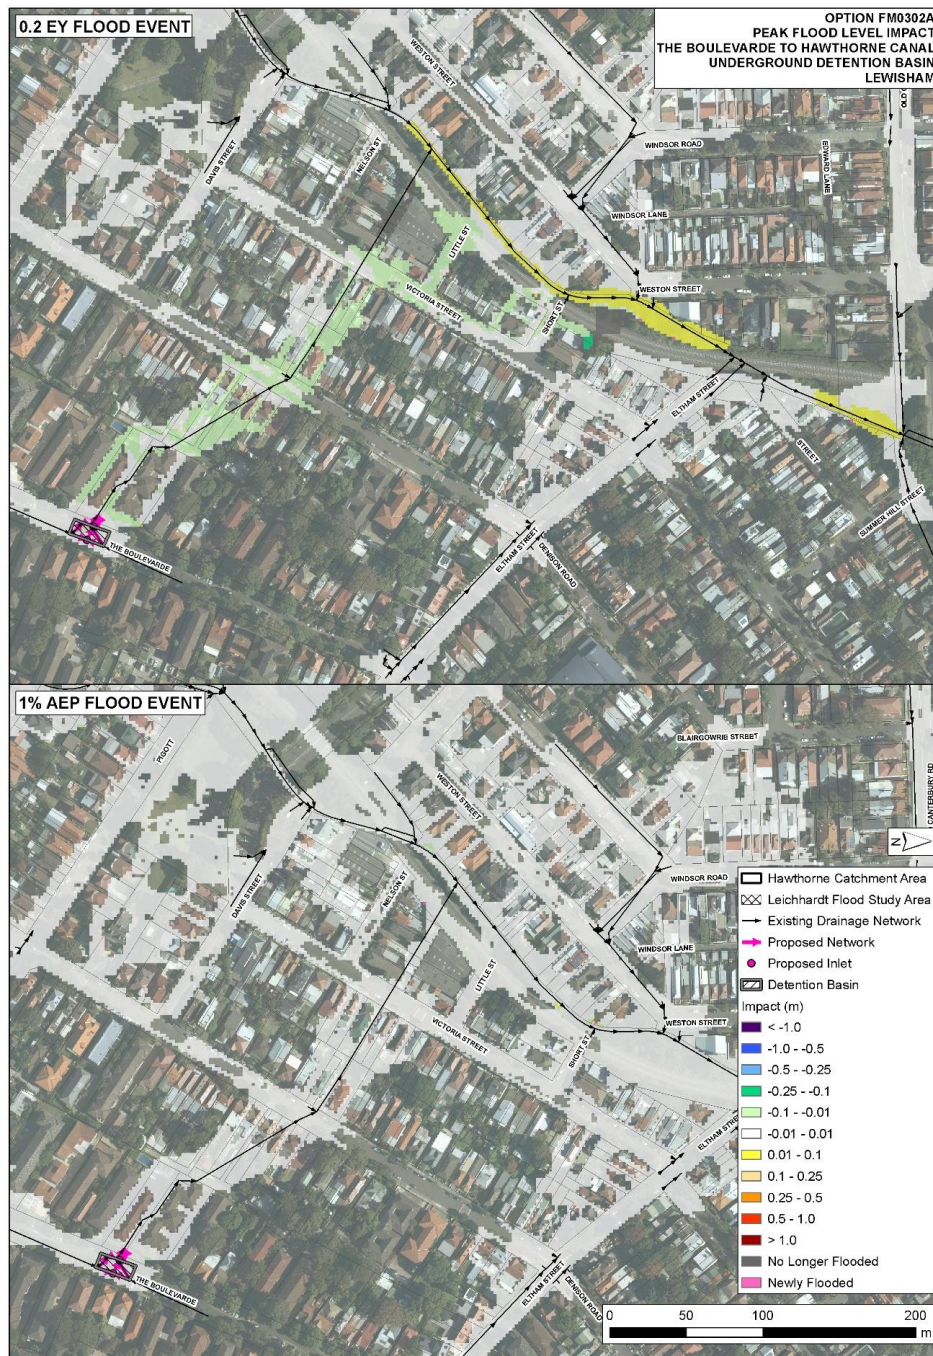 0.2 EY FLOOD EVENT
OPTION FM0302A
PEAK FLOOD LEVEL IMPACT
THE BOULEVARDE TO HAWTHORNE CANAL
UNDERGROUND DETENTION BASIN
LEWISHAM
WESTON STREET
WINDSOR ROAD
EDWARD LANE
DAVIS STREET
NELSON ST
WINDSOR LANE
LITTLE ST
VICTORIA STREET
SHORT ST
WESTON STREET
ELTHAM STREET
STREET
SUMMER HILL STREET
THE BOULEVARDE
ELTHAM STREET
DENISON ROAD
1% AEP FLOOD EVENT
PIGOTT
BLAIRGOWRIE STREET
WESTON STREET
CANTERBURY RD
N
DAVIS STREET
NELSON ST
WINDSOR ROAD
WINDSOR LANE
LITTLE ST
VICTORIA STREET
SHORT ST
WESTON STREET
THE BOULEVARDE
ELTHAM STREET
DENISON ROAD
Hawthorne Catchment Area
Leichhardt Flood Study Area
Existing Drainage Network
Proposed Network
Proposed Inlet
Detention Basin
Impact (m)
< -1.0
-1.0 - -0.5
-0.5 - -0.25
-0.25 - -0.1
-0.1 - -0.01
-0.01 - 0.01
0.01 - 0.1
0.1 - 0.25
0.25 - 0.5
0.5 - 1.0
> 1.0
No Longer Flooded
Newly Flooded
0 50 100 200
m